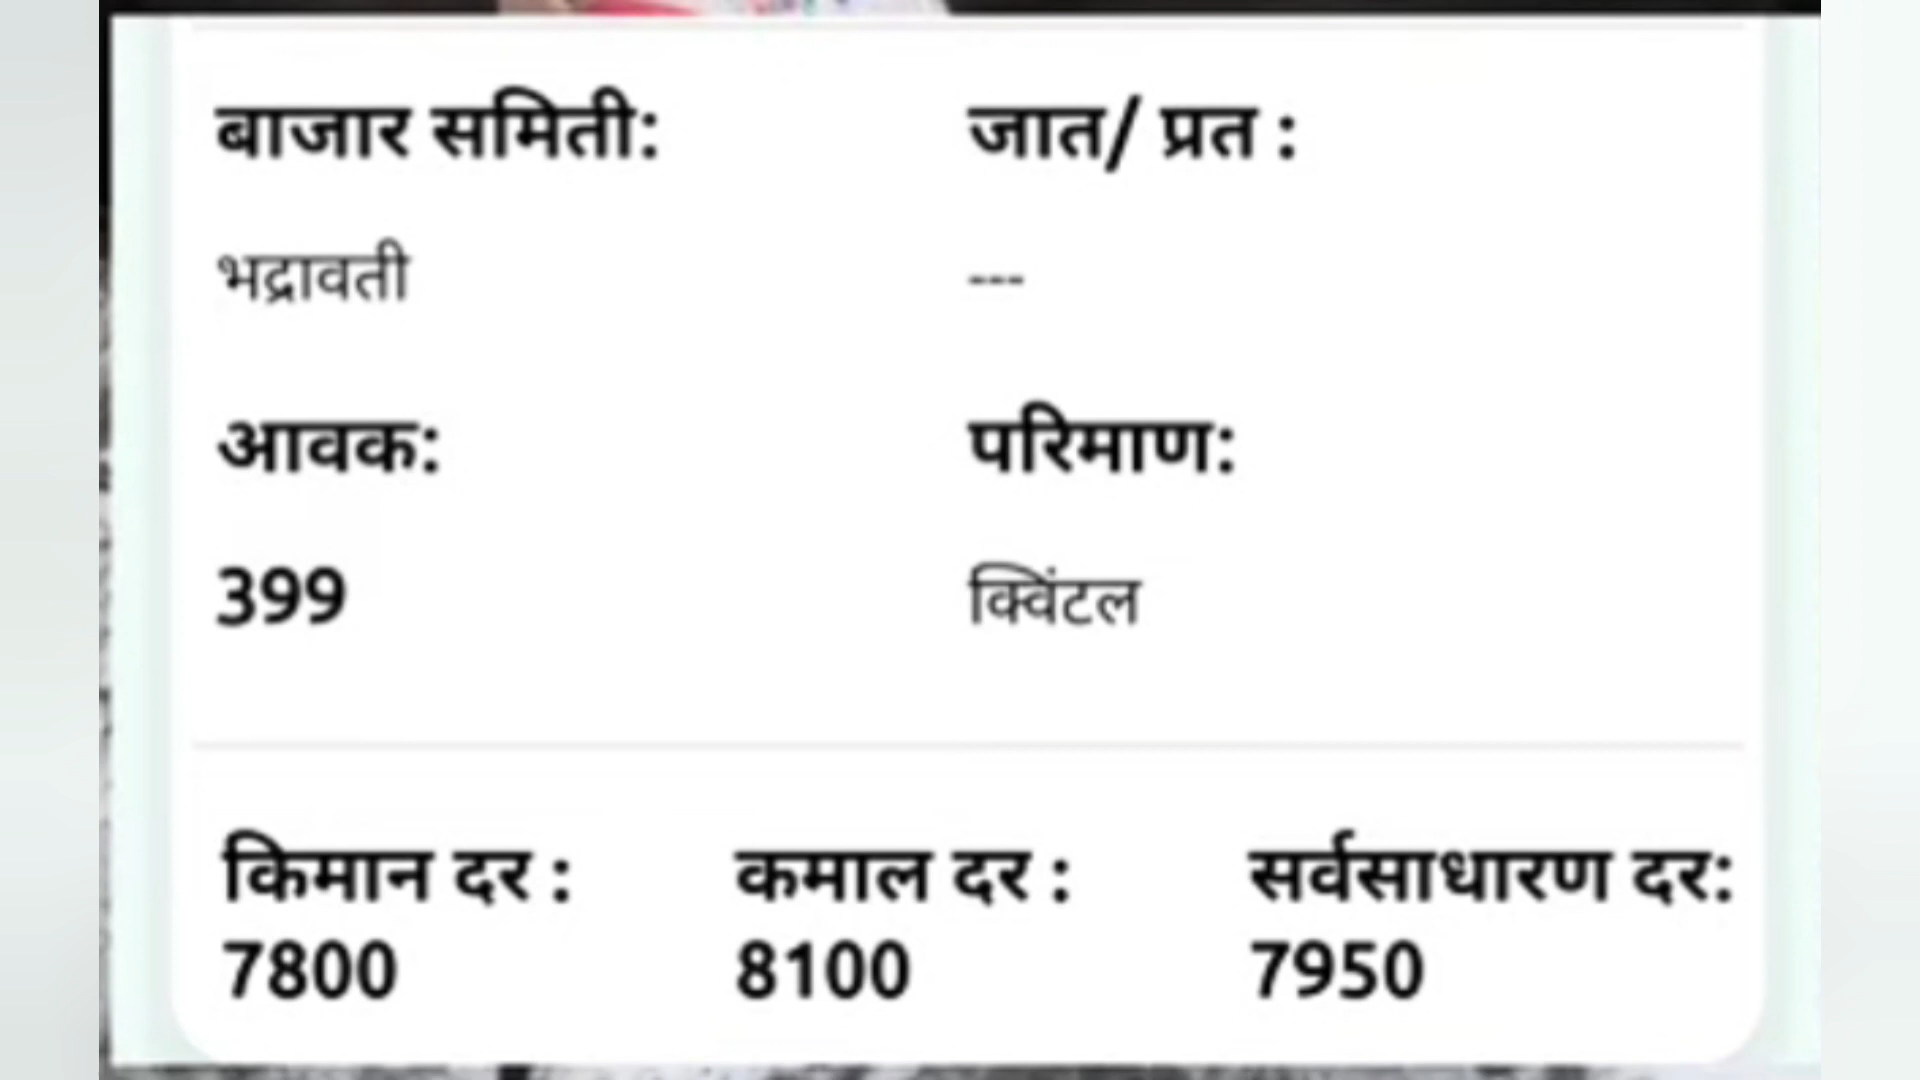 बाजार समिती: जात/ प्रत :
भद्रावती ---
आवक: परिमाण:
399 क्विंटल
किमान दर : कमाल दर : सर्वसाधारण दर:
7800 8100 7950